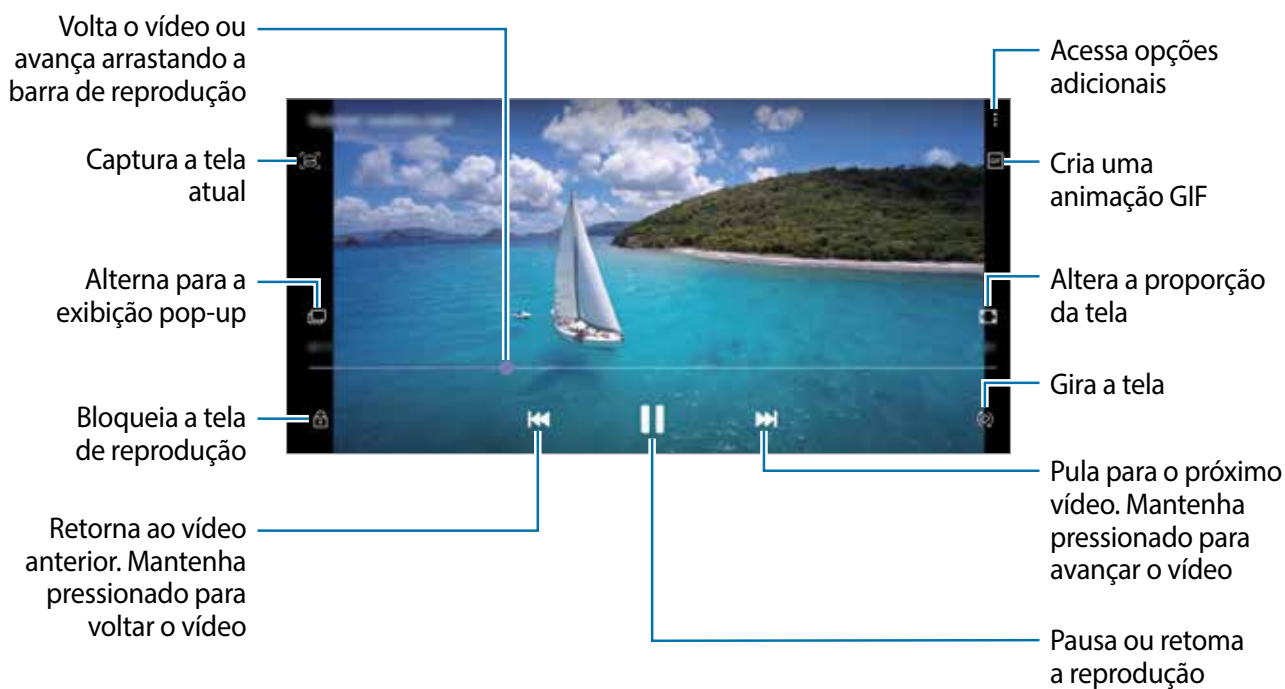 Volta o vídeo ou
avança arrastando a
barra de reprodução
Captura a tela
atual
Alterna para a
exibição pop-up
Bloqueia a tela
de reprodução
Retorna ao vídeo
anterior. Mantenha
pressionado para
voltar o vídeo
Acessa opções
adicionais
GIF
Cria uma
animação GIF
Altera a proporção
da tela
Gira a tela
Pula para o próximo
vídeo. Mantenha
pressionado para
avançar o vídeo
Pausa ou retoma
a reprodução